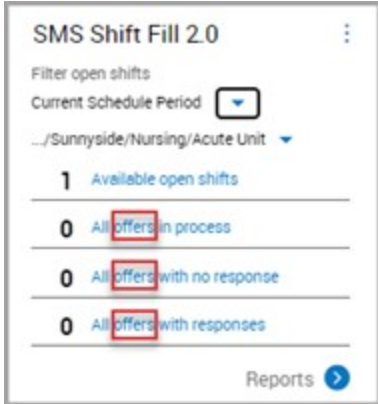 SMS Shift Fill 2.0
Filter open shifts
Current Schedule Period
.../Sunnyside/Nursing/Acute Unit
1 Available open shifts
0 All offers in process
0 All offers with no response
0 All offers with responses
Reports